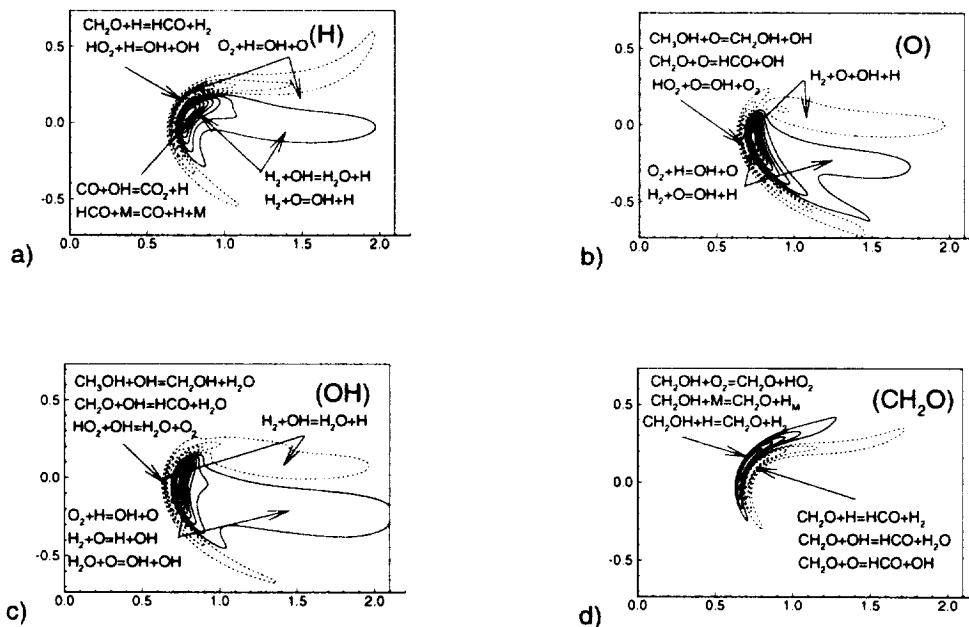 CH₂O+H=HCO+H₂
HO₂+H=OH+OH
O₂+H=OH+O
(H)
0.5
0.0
-0.5
CO+OH=CO₂+H
HCO+M=CO+H+M
H₂+OH=H₂O+H
H₂+O=OH+H
0.0 0.5 1.0 1.5 2.0
a)
CH₃OH+O=CH₂OH+OH
CH₂O+O=HCO+OH
HO₂+O=OH+O₂
(O)
H₂+O+OH+H
0.5
0.0
-0.5
O₂+H=OH+O
H₂+O=OH+H
0.0 0.5 1.0 1.5 2.0
b)
CH₃OH+OH=CH₂OH+H₂O
CH₂O+OH=HCO+H₂O
HO₂+OH=H₂O+O₂
(OH)
H₂+OH=H₂O+H
0.5
0.0
-0.5
O₂+H=OH+O
H₂+O=H+OH
H₂O+O=OH+OH
0.0 0.5 1.0 1.5 2.0
c)
CH₂OH+O₂=CH₂O+HO₂
CH₂OH+M=CH₂O+H
M
CH₂OH+H=CH₂O+H₂
(CH₂O)
0.5
0.0
-0.5
CH₂O+H=HCO+H₂
CH₂O+OH=HCO+H₂O
CH₂O+O=HCO+OH
0.0 0.5 1.0 1.5 2.0
d)